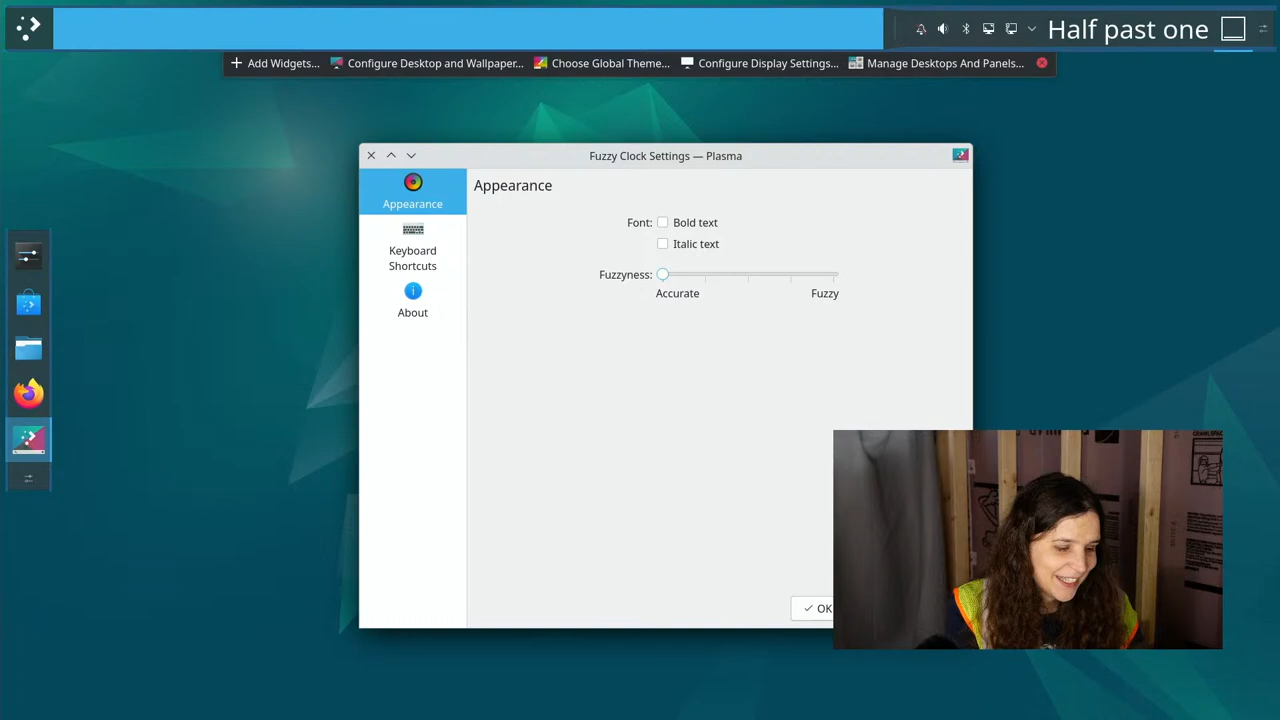 Half past one
Add Widgets...
Configure Desktop and Wallpaper...
Choose Global Theme...
Configure Display Settings...
Manage Desktops And Panels...
Fuzzy Clock Settings — Plasma
Appearance
Keyboard
Shortcuts
About
Appearance
Font:
Bold text
Italic text
Fuzzyness:
Accurate
Fuzzy
OK